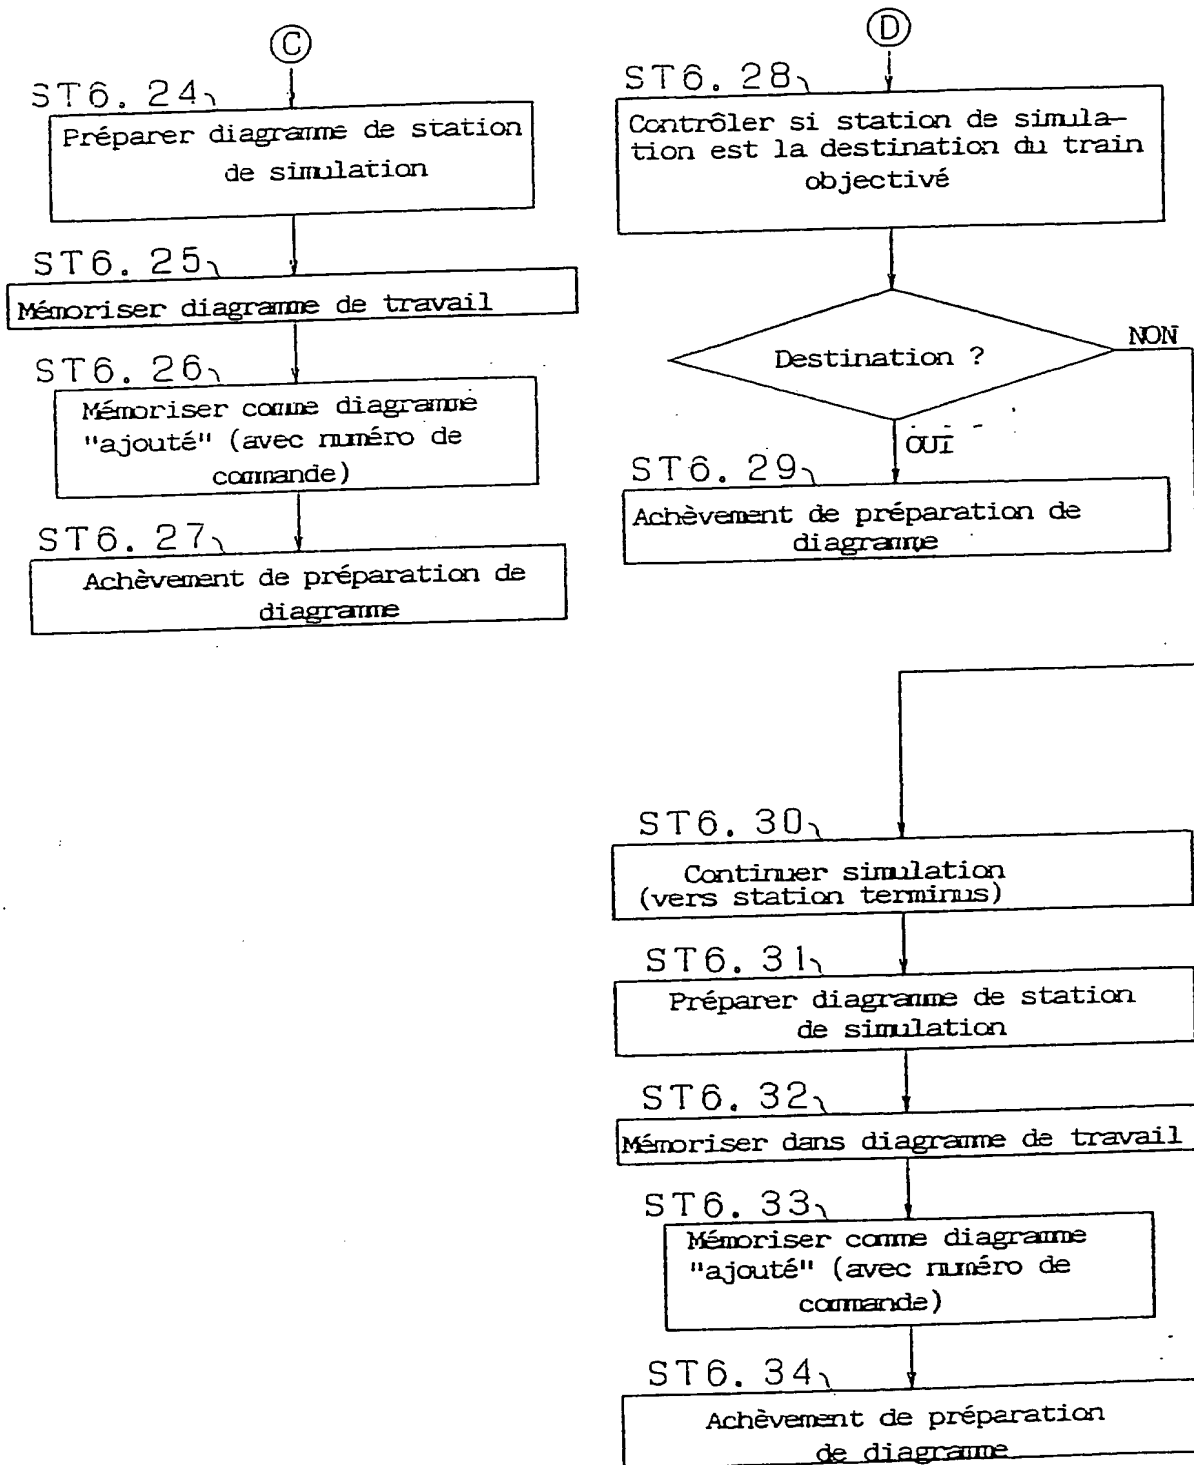 C
ST6. 24
Préparer diagramme de station
de simulation
ST6. 25
Mémoriser diagramme de travail
ST6. 26
Mémoriser comme diagramme
"ajouté" (avec numéro de
commande)
ST6. 27
Achèvement de préparation de
diagramme
D
ST6. 28
Contrôler si station de simula-
tion est la destination du train
objectivé
Destination ?
NON
OUI
ST6. 29
Achèvement de préparation de
diagramme
ST6. 30
Continuer simulation
(vers station terminus)
ST6. 31
Préparer diagramme de station
de simulation
ST6. 32
Mémoriser dans diagramme de travail
ST6. 33
Mémoriser comme diagramme
"ajouté" (avec numéro de
commande)
ST6. 34
Achèvement de préparation
de diagramme